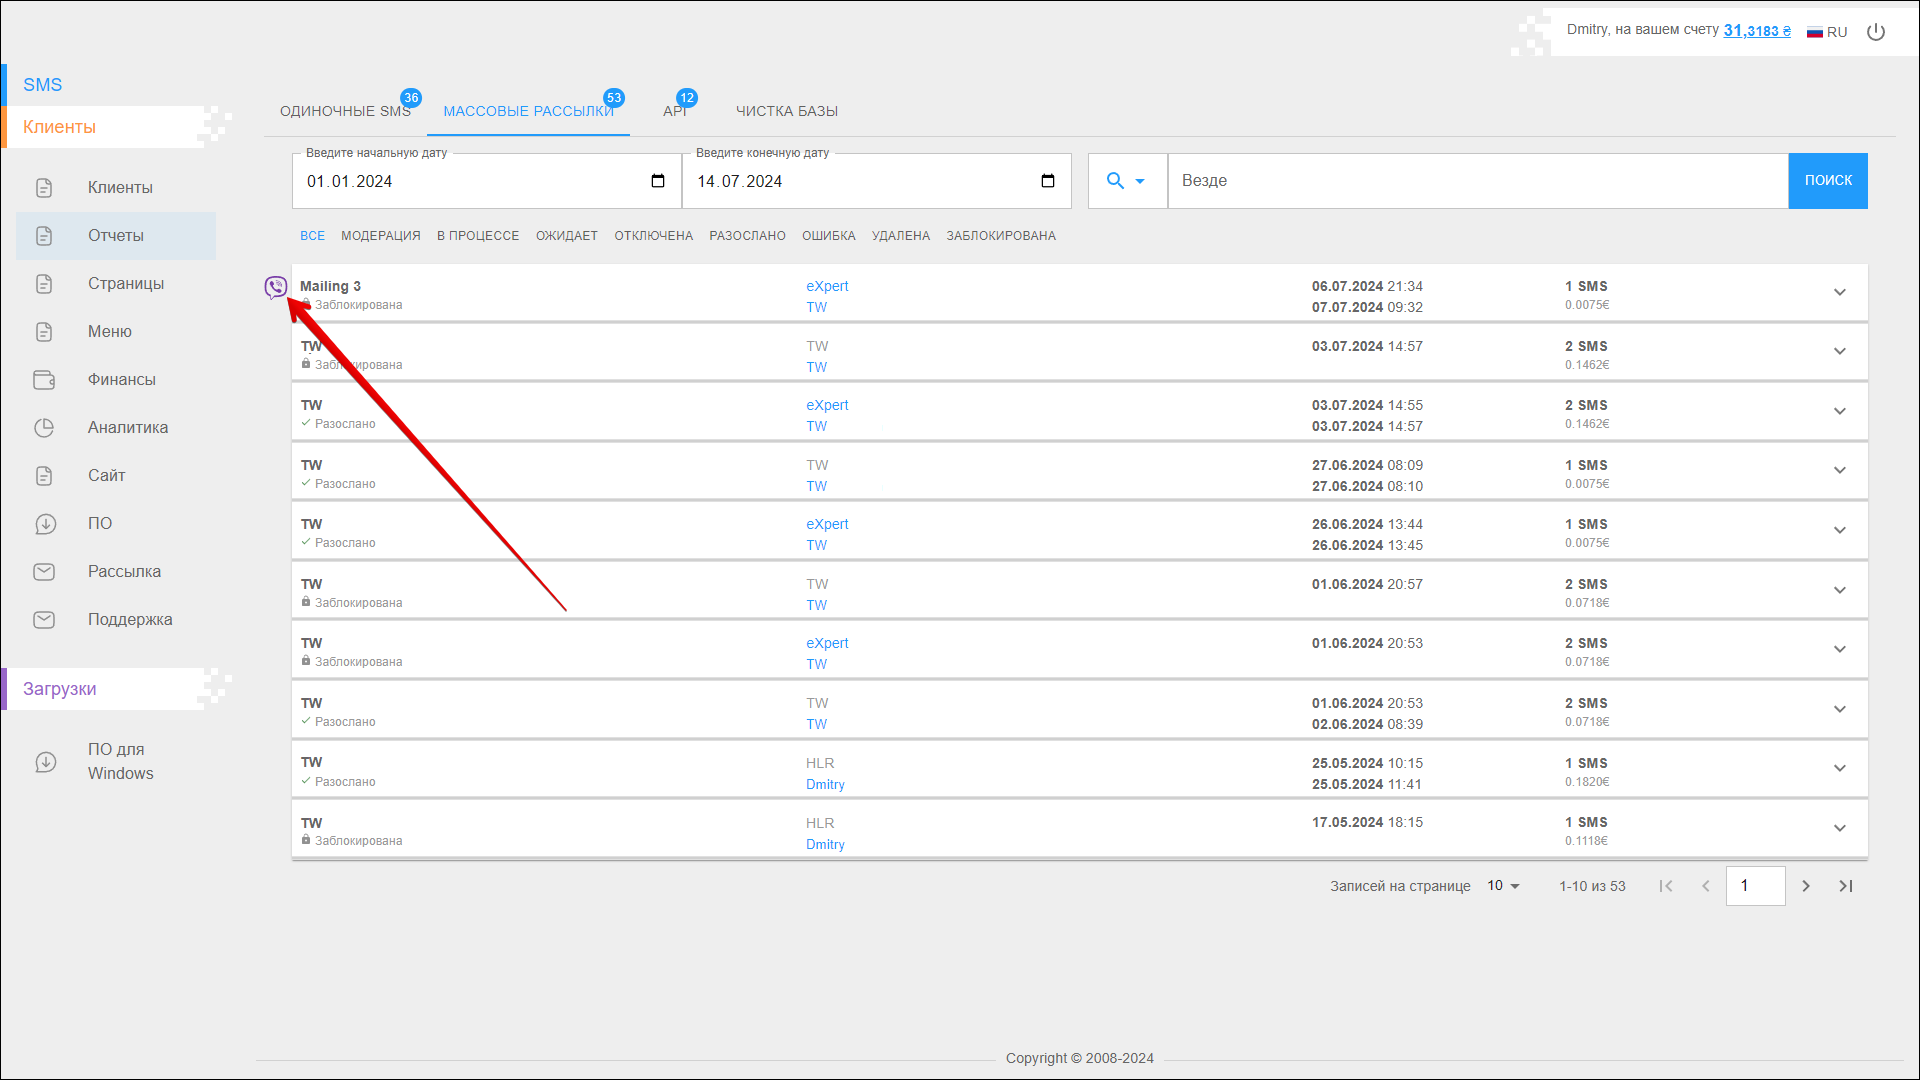 Dmitry, на вашем счету 31,3183 ₴ RU
SMS
Клиенты
Клиенты
Отчеты
Страницы
Меню
Финансы
Аналитика
Сайт
ПО
Рассылка
Поддержка
Загрузки
ПО для
Windows
ОДИНОЧНЫЕ SMS 36 МАССОВЫЕ РАССЫЛКИ 53 API 12 ЧИСТКА БАЗЫ
Введите начальную дату Введите конечную дату
01.01.2024 14.07.2024 Везде ПОИСК
ВСЕ МОДЕРАЦИЯ В ПРОЦЕССЕ ОЖИДАЕТ ОТКЛЮЧЕНА РАЗОСЛАНО ОШИБКА УДАЛЕНА ЗАБЛОКИРОВАНА
Mailing 3 eXpert 06.07.2024 21:34 1 SMS
Заблокирована TW 07.07.2024 09:32 0.0075€
TW TW 03.07.2024 14:57 2 SMS
Заблокирована TW 0.1462€
TW eXpert 03.07.2024 14:55 2 SMS
Разослано TW 03.07.2024 14:57 0.1462€
TW TW 27.06.2024 08:09 1 SMS
Разослано TW 27.06.2024 08:10 0.0075€
TW eXpert 26.06.2024 13:44 1 SMS
Разослано TW 26.06.2024 13:45 0.0075€
TW TW 01.06.2024 20:57 2 SMS
Заблокирована TW 0.0718€
TW eXpert 01.06.2024 20:53 2 SMS
Заблокирована TW 0.0718€
TW TW 01.06.2024 20:53 2 SMS
Разослано TW 02.06.2024 08:39 0.0718€
TW HLR 25.05.2024 10:15 1 SMS
Разослано Dmitry 25.05.2024 11:41 0.1820€
TW HLR 17.05.2024 18:15 1 SMS
Заблокирована Dmitry 0.1118€
Записей на странице 10 1-10 из 53 1
Copyright © 2008-2024